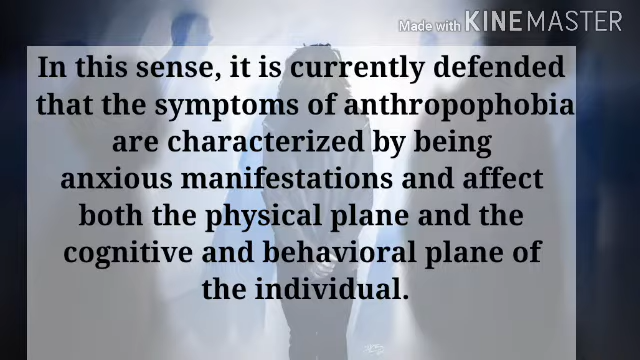 Made with KINEMASTER
In this sense, it is currently defended
that the symptoms of anthropophobia
are characterized by being
anxious manifestations and affect
both the physical plane and the
cognitive and behavioral plane of
the individual.